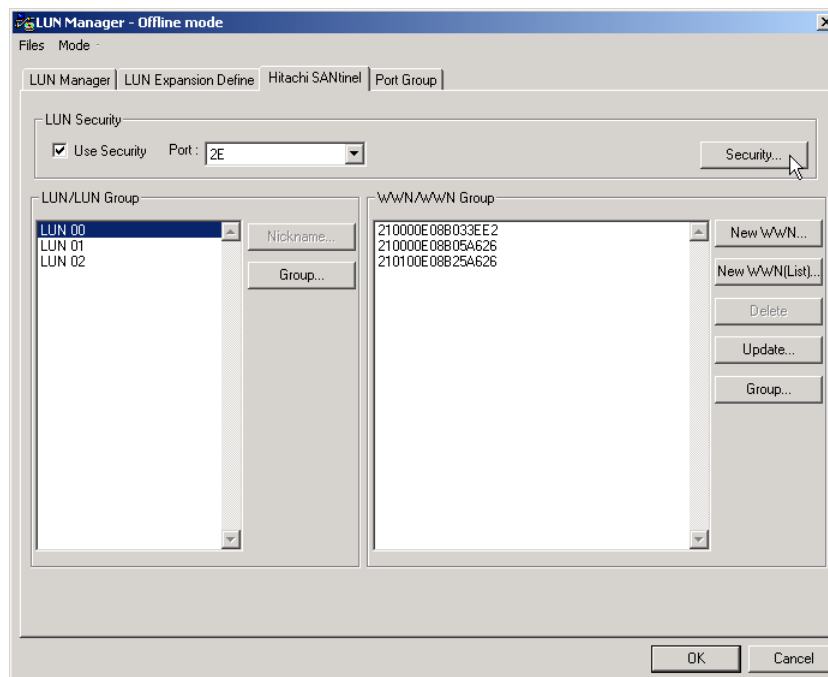 LUN Manager - Offline mode
Files Mode
LUN Manager LUN Expansion Define Hitachi SANtinel Port Group
LUN Security
Use Security Port : 2E Security...
LUN/LUN Group
LUN 00
LUN 01
LUN 02
Nickname...
Group...
WWN/WWN Group
210000E08B033EE2
210000E08B05A626
210100E08B25A626
New WWN...
New WWN(List)...
Delete
Update...
Group...
OK Cancel